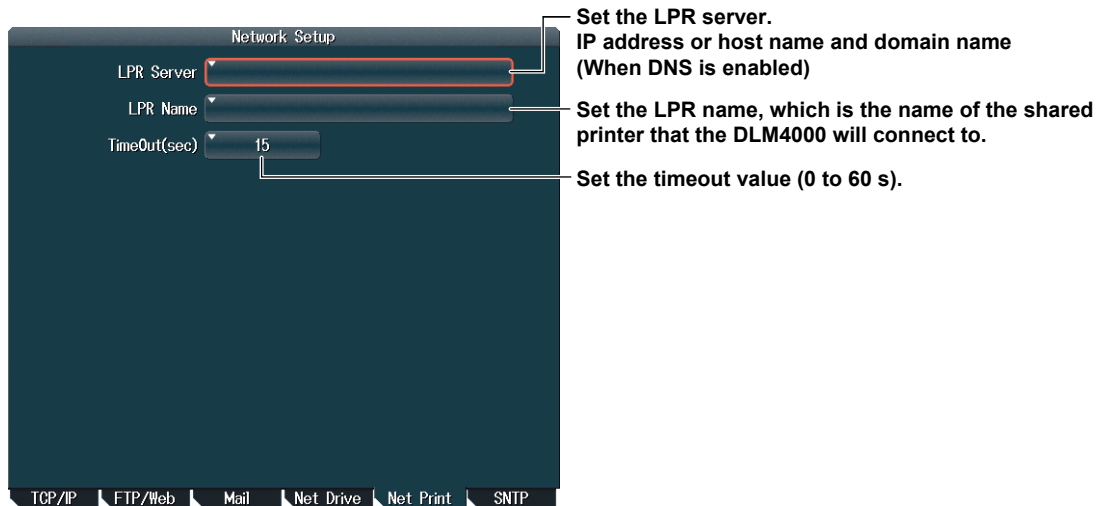 Network Setup
LPR Server
LPR Name
TimeOut(sec)
15
TCP/IP
FTP/Web
Mail
Net Drive
Net Print
SNTP
Set the LPR server.
IP address or host name and domain name
(When DNS is enabled)
Set the LPR name, which is the name of the shared
printer that the DLM4000 will connect to.
Set the timeout value (0 to 60 s).